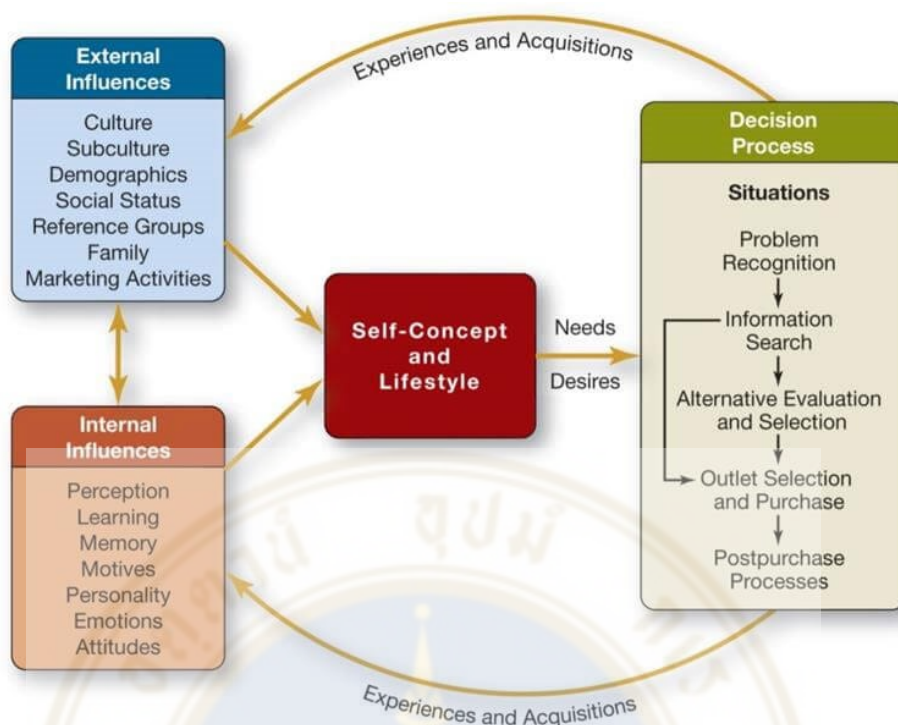 External
Influences
Culture
Subculture
Demographics
Social Status
Reference Groups
Family
Marketing Activities
Experiences and Acquisitions
Decision
Process
Situations
Problem
Recognition
Information
Search
Alternative Evaluation
and Selection
Outlet Selection
and Purchase
Postpurchase
Processes
Self-Concept
and
Lifestyle
Needs
Desires
Internal
Influences
Perception
Learning
Memory
Motives
Personality
Emotions
Attitudes
Experiences and Acquisitions